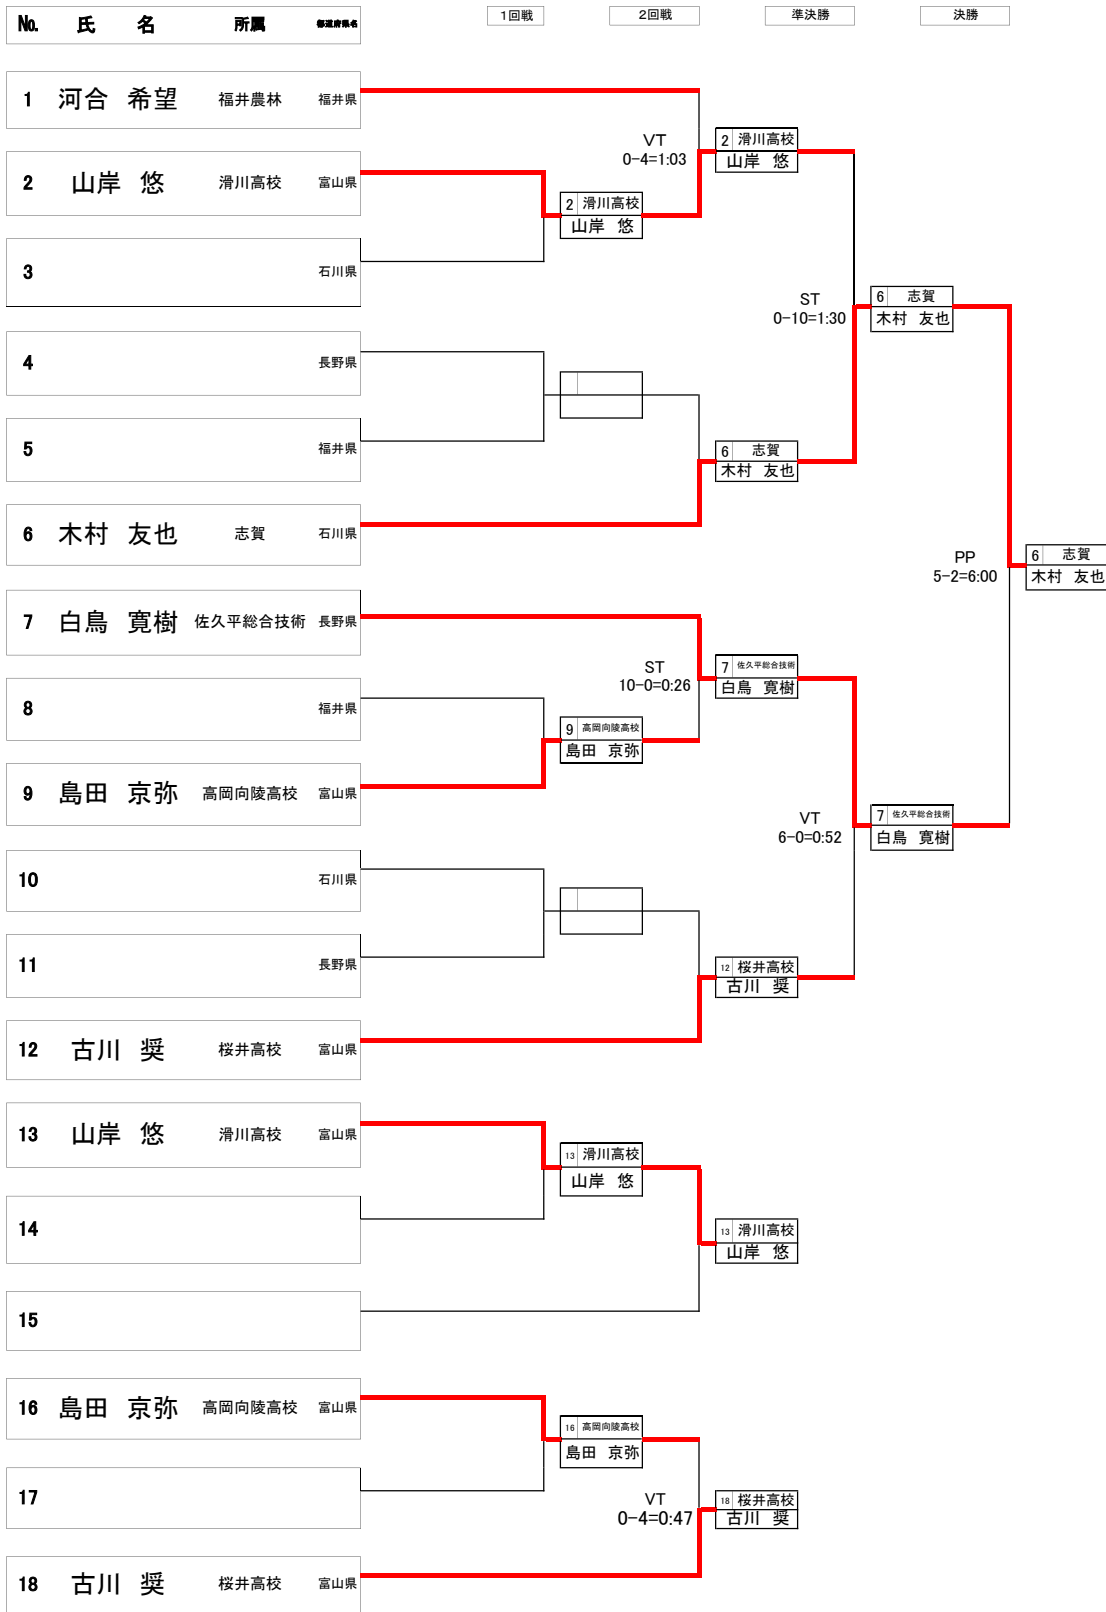 No. 氏 名 所属 都道府県名 1回戦 2回戦 準決勝 決勝
1 河合 希望 福井農林 福井県
VT
0-4=1:03
2 滑川高校
山岸 悠
2 山岸 悠 滑川高校 富山県
2 滑川高校
山岸 悠
3 石川県
ST
0-10=1:30
6 志賀
木村 友也
4 長野県
5 福井県
6 志賀
木村 友也
6 木村 友也 志賀 石川県
PP
5-2=6:00
6 志賀
木村 友也
7 白鳥 寛樹 佐久平総合技術 長野県
ST
10-0=0:26
7 佐久平総合技術
白鳥 寛樹
8 福井県
9 高岡向陵高校
島田 京弥
9 島田 京弥 高岡向陵高校 富山県
VT
6-0=0:52
7 佐久平総合技術
白鳥 寛樹
10 石川県
11 長野県
12 桜井高校
古川 奨
12 古川 奨 桜井高校 富山県
13 山岸 悠 滑川高校 富山県
13 滑川高校
山岸 悠
14
13 滑川高校
山岸 悠
15
16 島田 京弥 高岡向陵高校 富山県
16 高岡向陵高校
島田 京弥
17
VT
0-4=0:47
18 桜井高校
古川 奨
18 古川 奨 桜井高校 富山県